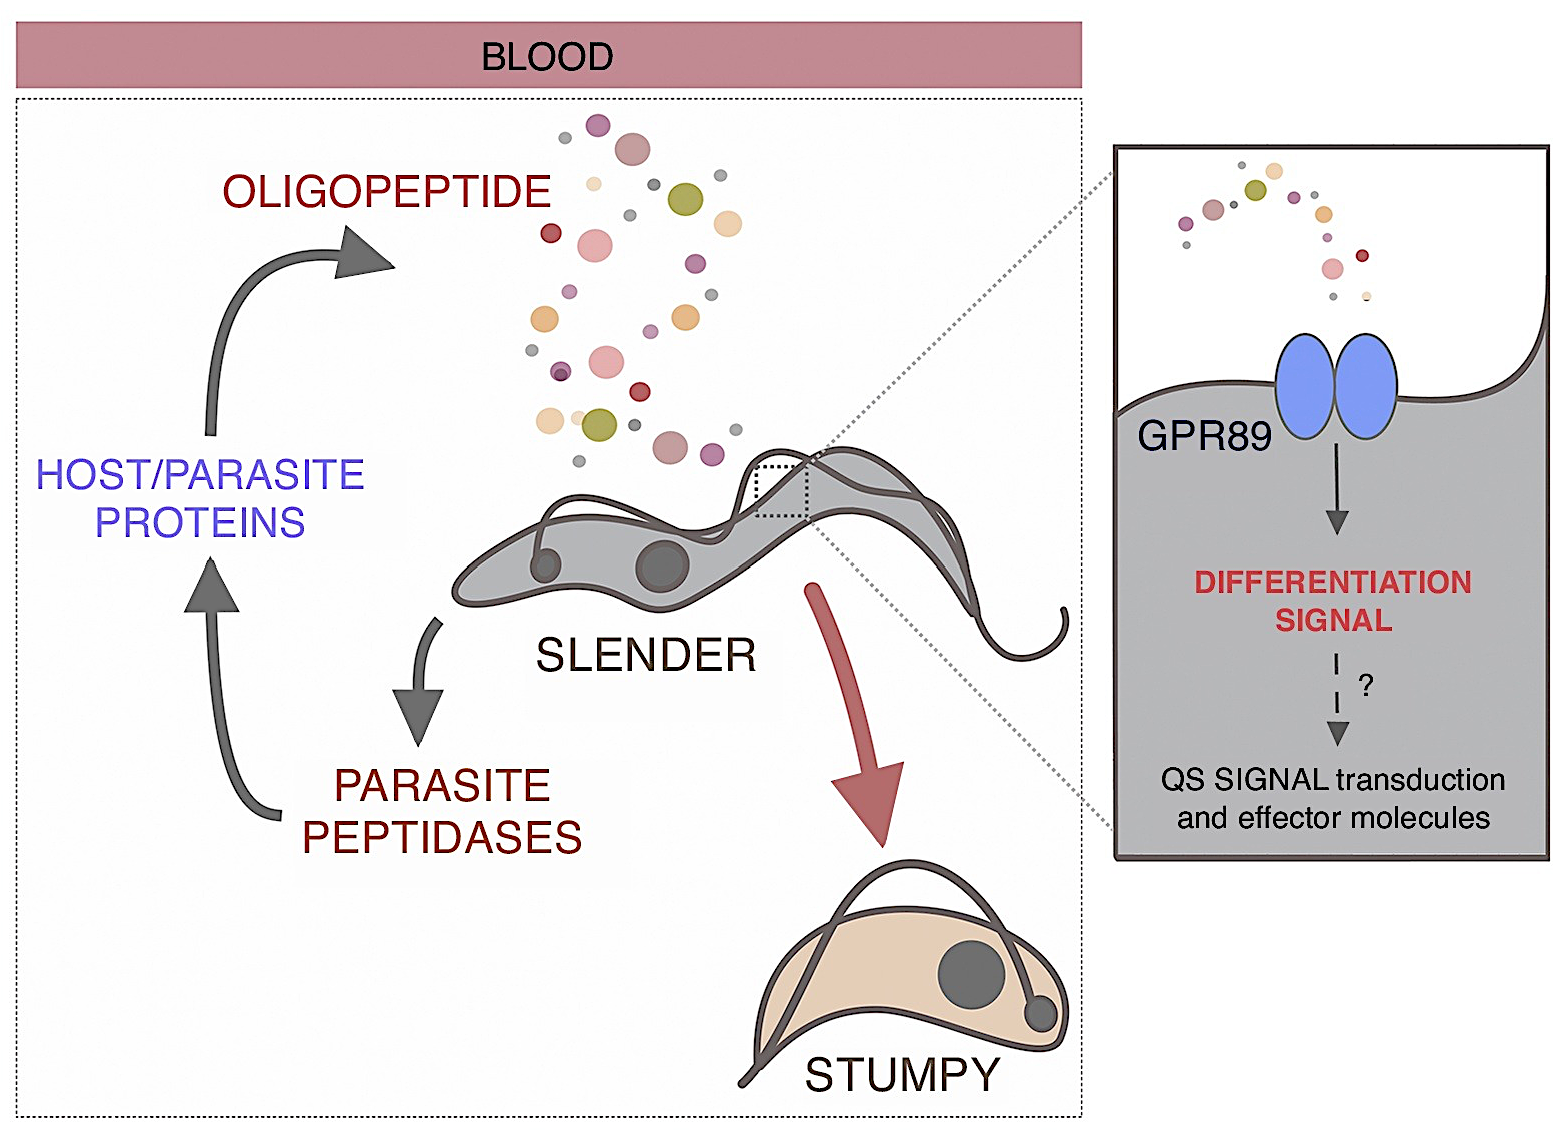 BLOOD
OLIGOPEPTIDE
HOST/PARASITE
PROTEINS
SLENDER
PARASITE
PEPTIDASES
STUMPY
GPR89
DIFFERENTIATION
SIGNAL
?
QS SIGNAL transduction
and effector molecules